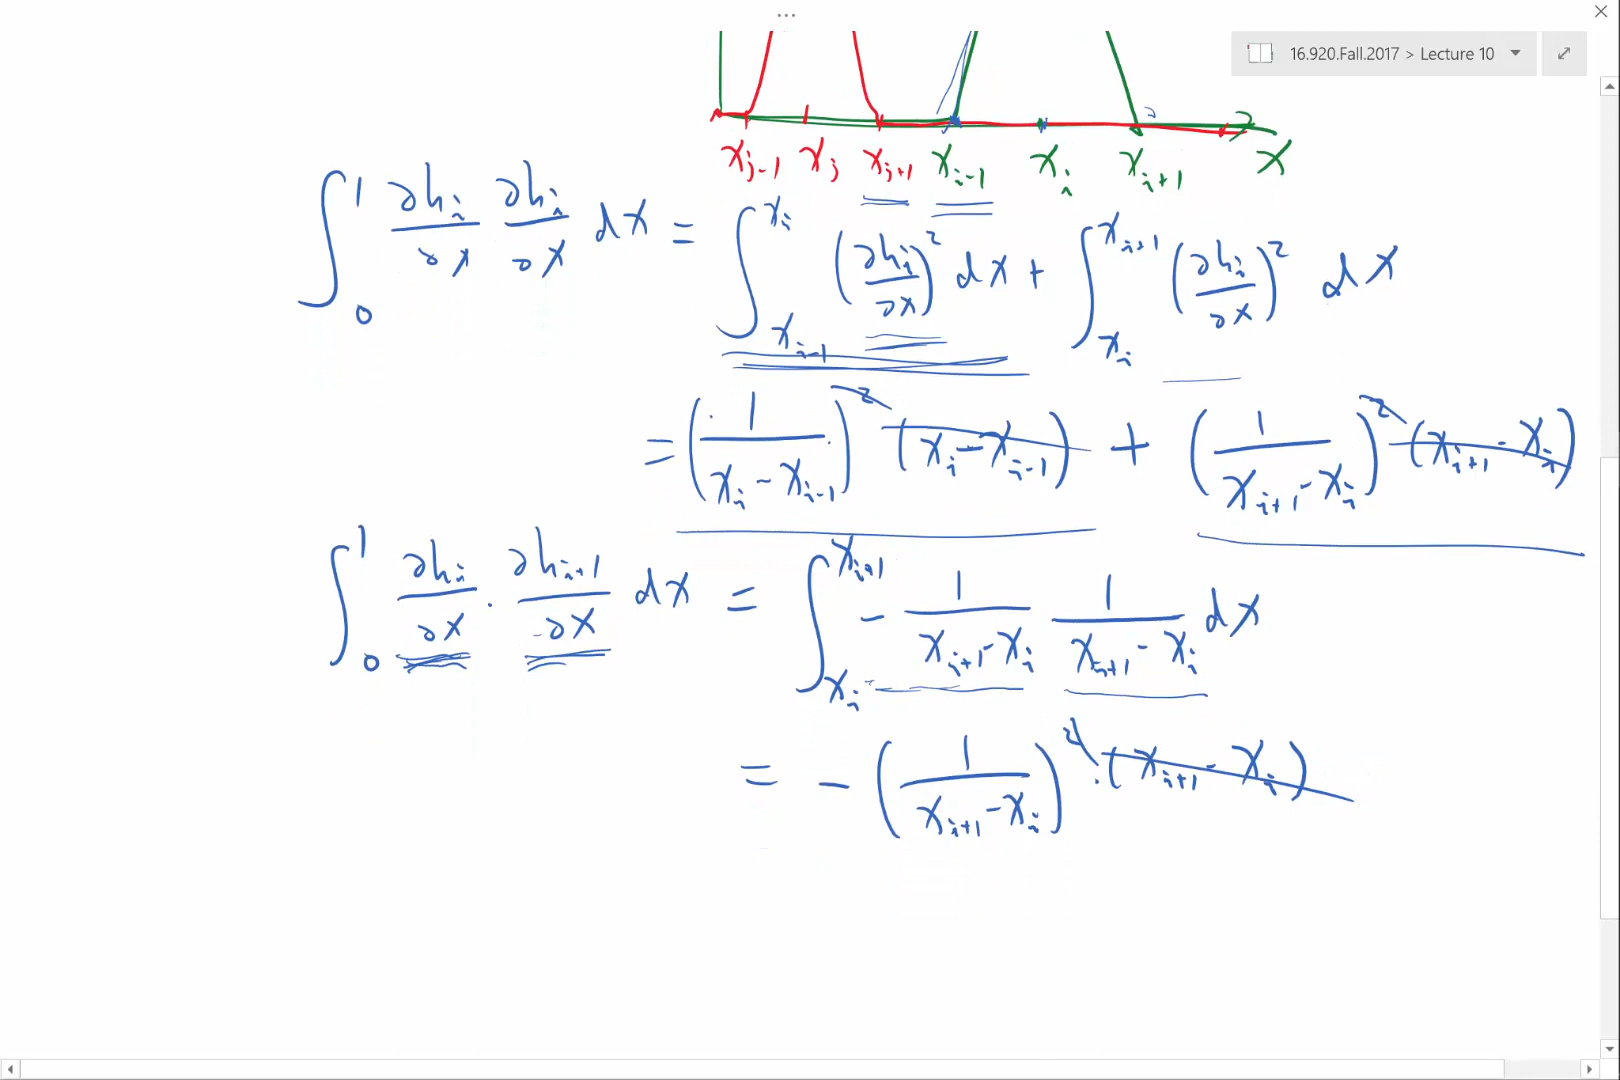 16.920.Fall.2017 > Lecture 10
x_{j-1} x_j x_{j+1} x_{i-1} x_i x_{i+1} x
∫_0^1 ∂h_i/∂x ∂h_i/∂x dx = ∫_{x_{i-1}}^{x_i} (∂h_i/∂x)^2 dx + ∫_{x_i}^{x_{i+1}} (∂h_i/∂x)^2 dx
= (1/(x_i - x_{i-1}))^2 (x_i - x_{i-1}) + (1/(x_{i+1} - x_i))^2 (x_{i+1} - x_i)
∫_0^1 ∂h_i/∂x · ∂h_{i+1}/∂x dx = ∫_{x_i}^{x_{i+1}} - 1/(x_{i+1} - x_i) 1/(x_{i+1} - x_i) dx
= - (1/(x_{i+1} - x_i))^2 · (x_{i+1} - x_i)